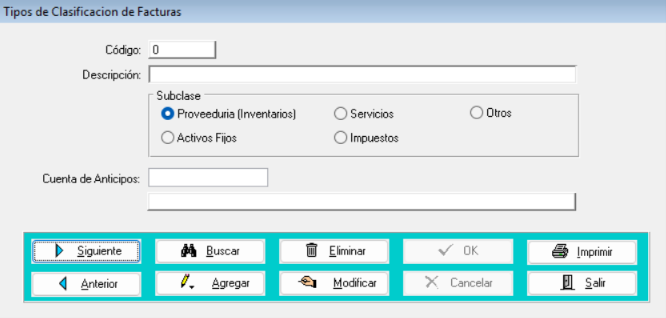 Tipos de Clasificacion de Facturas
Código: 0
Descripción:
Subclase
Proveeduria (Inventarios) Servicios Otros
Activos Fijos Impuestos
Cuenta de Anticipos:
Siguiente Buscar Eliminar OK Imprimir
Anterior Agregar Modificar Cancelar Salir